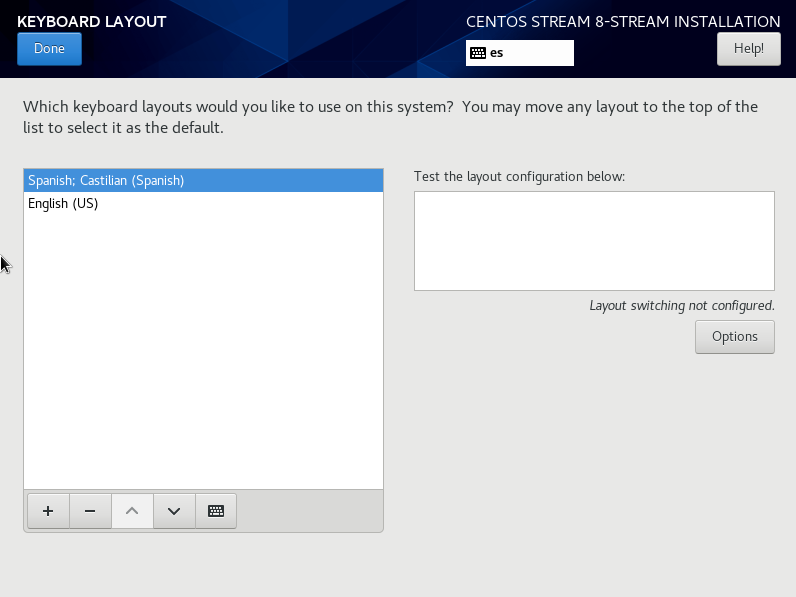 KEYBOARD LAYOUT
CENTOS STREAM 8-STREAM INSTALLATION
Done
es
Help!
Which keyboard layouts would you like to use on this system?  You may move any layout to the top of the
list to select it as the default.
Spanish; Castilian (Spanish)
English (US)
Test the layout configuration below:
Layout switching not configured.
Options